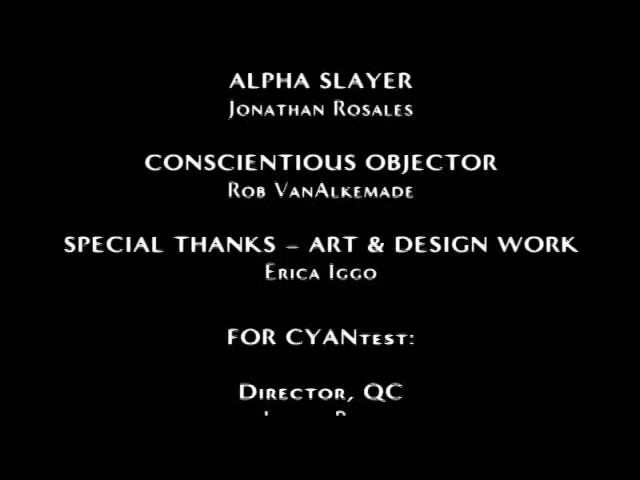 ALPHA SLAYER
Jonathan Rosales
CONSCIENTIOUS OBJECTOR
Rob VanAlkemade
SPECIAL THANKS – ART & DESIGN WORK
Erica Iggo
FOR CYANtest:
Director, QC